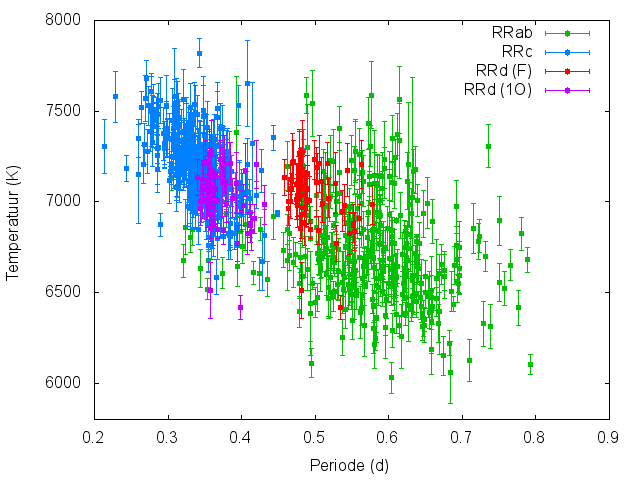 8000
7500
7000
6500
6000
Temperatuur (K)
0.2 0.3 0.4 0.5 0.6 0.7 0.8 0.9
Periode (d)
RRab
RRc
RRd (F)
RRd (1O)